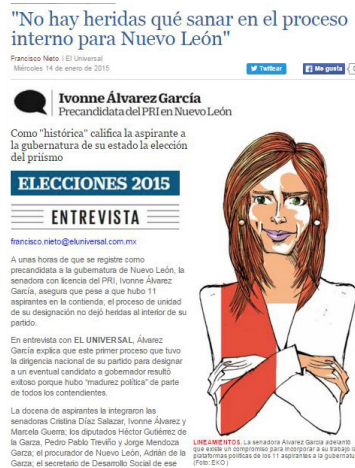 "No hay heridas qué sanar en el proceso
interno para Nuevo León"
Francisco Nieto | El Universal
Miércoles 14 de enero de 2015
Twittear
Me gusta
Ivonne Álvarez García
Precandidata del PRI en Nuevo León
Como "histórica" califica la aspirante a
la gubernatura de su estado la elección
del priismo
ELECCIONES 2015
ENTREVISTA
francisco.nieto@eluniversal.com.mx
A unas horas de que se registre como
precandidata a la gubernatura de Nuevo León, la
senadora con licencia del PRI, Ivonne Álvarez
García, asegura que pese a que hubo 11
aspirantes en la contienda, el proceso de unidad
de su designación no dejó heridas al interior de su
partido.
En entrevista con EL UNIVERSAL, Álvarez
García explica que este primer proceso que tuvo
la dirigencia nacional de su partido para designar
a un eventual candidato a gobernador resultó
exitoso porque hubo "madurez política" de parte
de todos los contendientes.
La docena de aspirantes la integraron las
senadoras Cristina Díaz Salazar, Ivonne Álvarez y
Marcela Guerra; los diputados Héctor Gutiérrez de
la Garza, Pedro Pablo Treviño y Jorge Mendoza
Garza; el procurador de Nuevo León, Adrián de la
Garza; el secretario de Desarrollo Social de ese
LINEAMIENTOS. La senadora Álvarez García adelantó
que existe un compromiso para incorporar a su trabajo l
plataformas políticas de los 11 aspirantes a la gubernatu
(Foto: EKO )